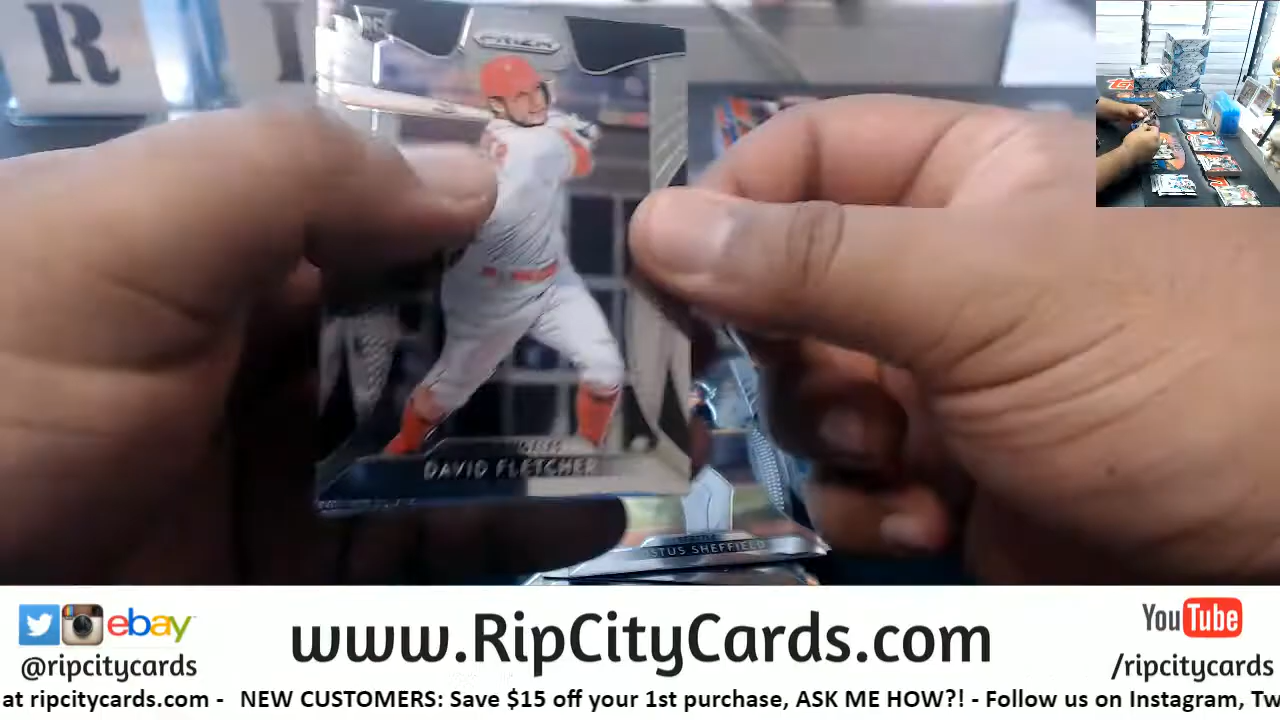 R I
RC
PRIZM
DAVID FLETCHER
STUS SHEFFIELD
ebay
@ripcitycards
www.RipCityCards.com
YouTube
/ripcitycards
at ripcitycards.com - NEW CUSTOMERS: Save $15 off your 1st purchase, ASK ME HOW?! - Follow us on Instagram, Tw